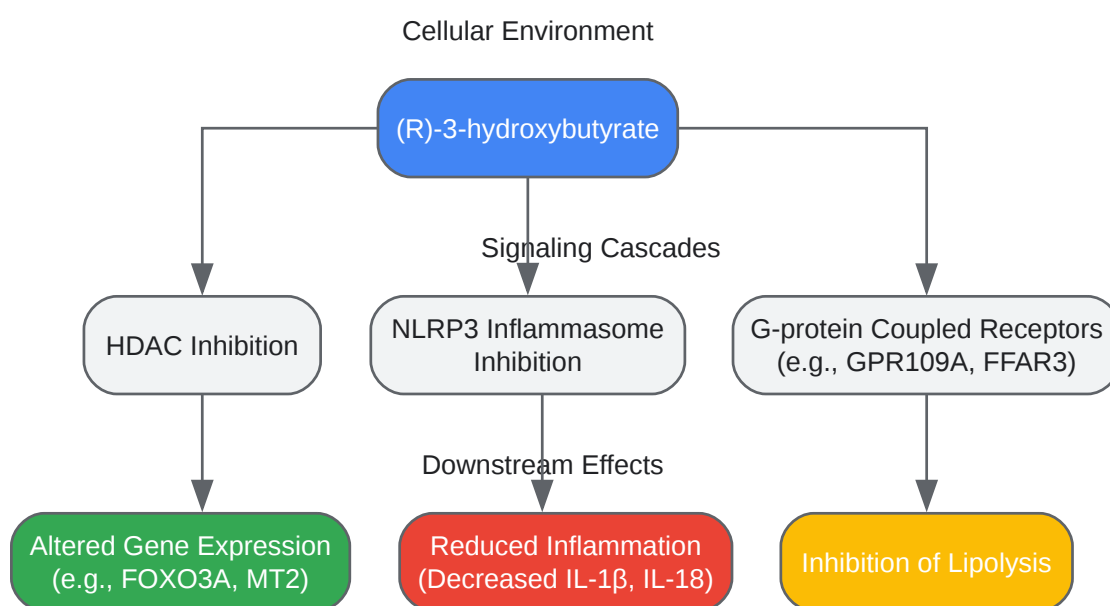 Cellular Environment
(R)-3-hydroxybutyrate
Signaling Cascades
HDAC Inhibition
NLRP3 Inflammasome
Inhibition
G-protein Coupled Receptors
(e.g., GPR109A, FFAR3)
Downstream Effects
Altered Gene Expression
(e.g., FOXO3A, MT2)
Reduced Inflammation
(Decreased IL-1β, IL-18)
Inhibition of Lipolysis